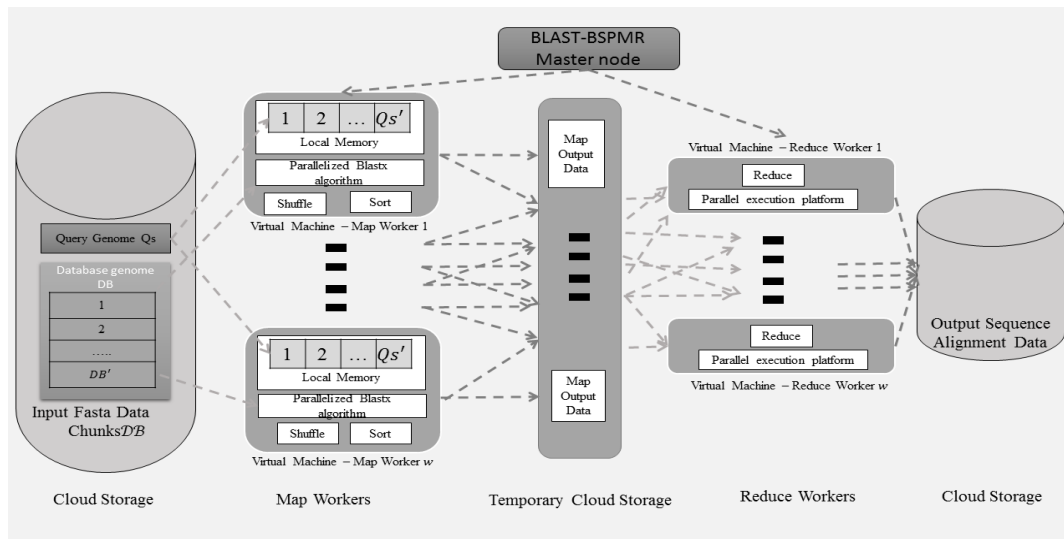 BLAST-BSPMR
Master node
Query Genome Qs
Database genome
DB
1
2
.....
DB′
Input Fasta Data
Chunks𝒟ℬ
Cloud Storage
1 2 … Qs′
Local Memory
Parallelized Blastx
algorithm
Shuffle Sort
Virtual Machine – Map Worker 1
1 2 … Qs′
Local Memory
Parallelized Blastx
algorithm
Shuffle Sort
Virtual Machine – Map Worker w
Map Workers
Map
Output
Data
Map
Output
Data
Temporary Cloud Storage
Virtual Machine – Reduce Worker 1
Reduce
Parallel execution platform
Reduce
Parallel execution platform
Virtual Machine – Reduce Worker w
Reduce Workers
Output Sequence
Alignment Data
Cloud Storage